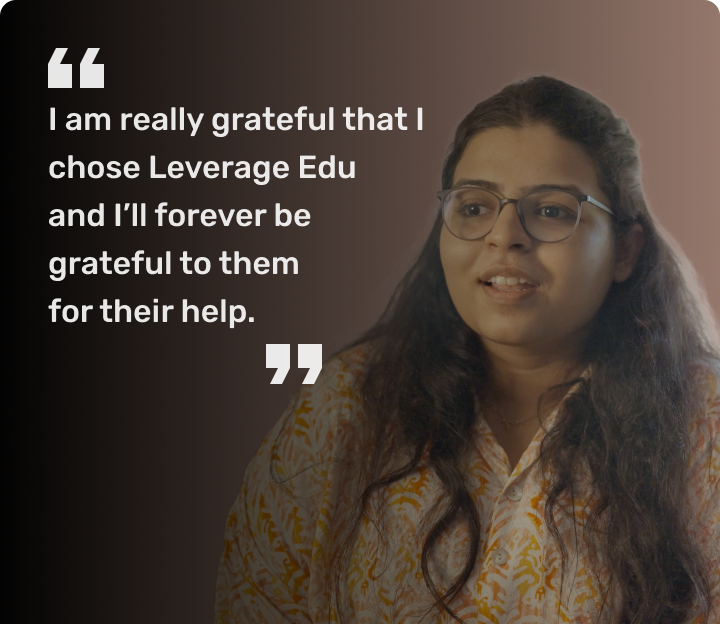 “
I am really grateful that I
chose Leverage Edu
and I’ll forever be
grateful to them
for their help.
”